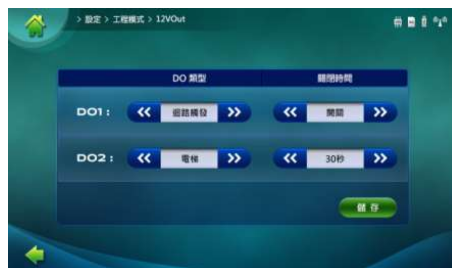 > 設定 > 工程模式 > 12VOut
DO 類型 關閉時間
DO1 : 迴路觸發 開關
DO2 : 電梯 30秒
儲存